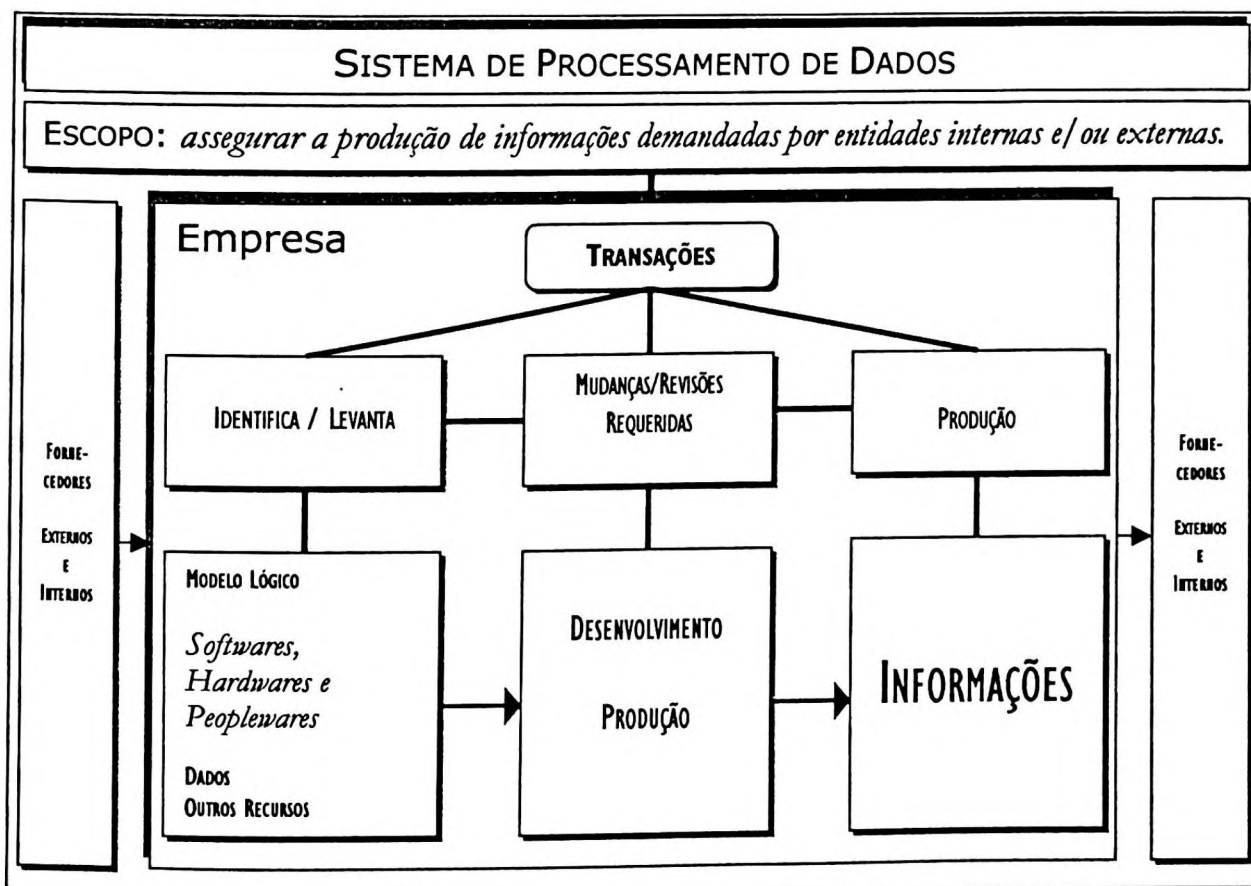 SISTEMA DE PROCESSAMENTO DE DADOS
ESCOPO: assegurar a produção de informações demandadas por entidades internas e/ou externas.
FORNE-
CEDORES
EXTERNOS
E
INTERNOS
Empresa
TRANSAÇÕES
IDENTIFICA / LEVANTA
MUDANÇAS/REVISÕES
REQUERIDAS
PRODUÇÃO
MODELO LÓGICO
Softwares,
Hardwares e
Peoplewares
DADOS
OUTROS RECURSOS
DESENVOLVIMENTO
PRODUÇÃO
INFORMAÇÕES
FORNE-
CEDORES
EXTERNOS
E
INTERNOS